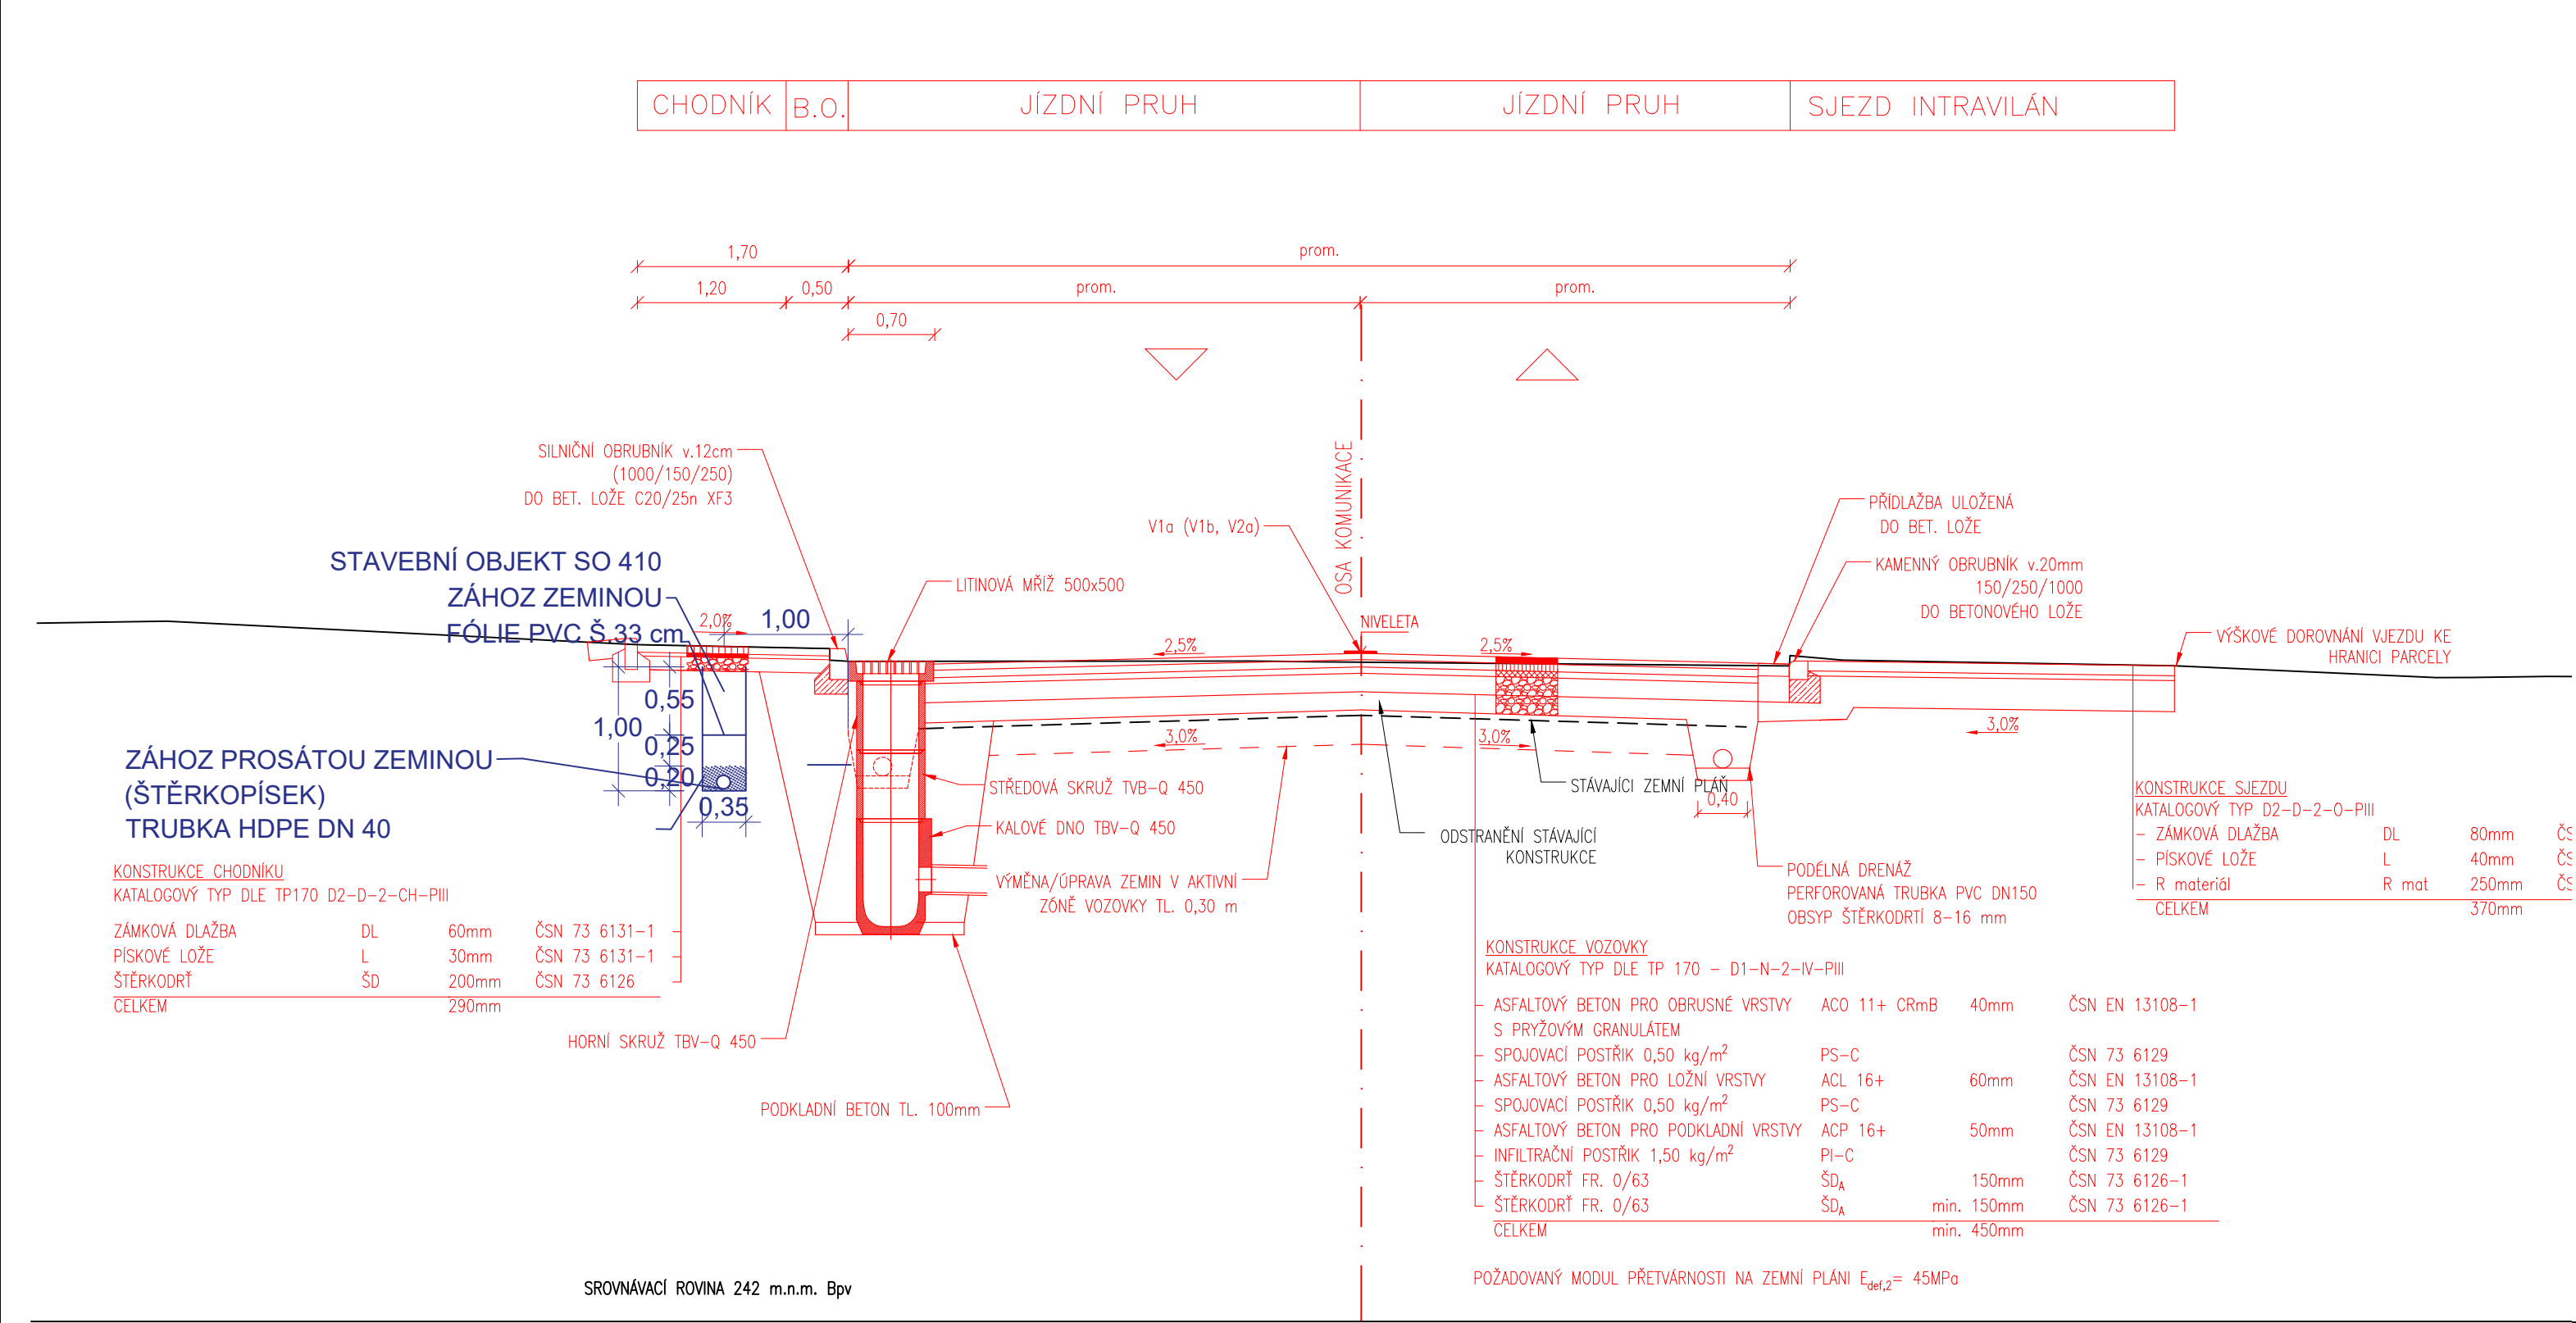 CHODNÍK B.O. JÍZDNÍ PRUH JÍZDNÍ PRUH SJEZD INTRAVILÁN
1,70 prom.
1,20 0,50 prom. prom.
0,70
OSA KOMUNIKACE
SILNIČNÍ OBRUBNÍK v.12cm
(1000/150/250)
DO BET. LOŽE C20/25n XF3
V1a (V1b, V2a)
PŘÍDLAŽBA ULOŽENÁ
DO BET. LOŽE
KAMENNÝ OBRUBNÍK v.20mm
150/250/1000
DO BETONOVÉHO LOŽE
STAVEBNÍ OBJEKT SO 410
ZÁHOZ ZEMINOU
FÓLIE PVC Š 33 cm
2,0%
1,00
LITINOVÁ MŘÍŽ 500x500
NIVELETA
2,5% 2,5%
VÝŠKOVÉ DOROVNÁNÍ VJEZDU KE
HRANICI PARCELY
0,55
1,00
0,25
0,20
0,35
3,0% 3,0% 3,0%
ZÁHOZ PROSÁTOU ZEMINOU
(ŠTĚRKOPÍSEK)
TRUBKA HDPE DN 40
STŘEDOVÁ SKRUŽ TVB-Q 450
KALOVÉ DNO TBV-Q 450
VÝMĚNA/ÚPRAVA ZEMIN V AKTIVNÍ
ZÓNĚ VOZOVKY TL. 0,30 m
STÁVAJÍCI ZEMNÍ PLÁŇ
0,40
ODSTRANĚNÍ STÁVAJÍCÍ
KONSTRUKCE
PODÉLNÁ DRENÁŽ
PERFOROVANÁ TRUBKA PVC DN150
OBSYP ŠTĚRKODRTÍ 8-16 mm
KONSTRUKCE SJEZDU
KATALOGOVÝ TYP D2-D-2-O-PIII
- ZÁMKOVÁ DLAŽBA DL 80mm ČS
- PÍSKOVÉ LOŽE L 40mm ČS
- R materiál R mat 250mm ČS
CELKEM 370mm
KONSTRUKCE CHODNÍKU
KATALOGOVÝ TYP DLE TP170 D2-D-2-CH-PIII
ZÁMKOVÁ DLAŽBA DL 60mm ČSN 73 6131-1
PÍSKOVÉ LOŽE L 30mm ČSN 73 6131-1
ŠTĚRKODRŤ ŠD 200mm ČSN 73 6126
CELKEM 290mm
HORNÍ SKRUŽ TBV-Q 450
PODKLADNÍ BETON TL. 100mm
KONSTRUKCE VOZOVKY
KATALOGOVÝ TYP DLE TP 170 - D1-N-2-IV-PIII
ASFALTOVÝ BETON PRO OBRUSNÉ VRSTVY ACO 11+ CRmB 40mm ČSN EN 13108-1
S PRYŽOVÝM GRANULÁTEM
SPOJOVACÍ POSTŘIK 0,50 kg/m² PS-C ČSN 73 6129
ASFALTOVÝ BETON PRO LOŽNÍ VRSTVY ACL 16+ 60mm ČSN EN 13108-1
SPOJOVACÍ POSTŘIK 0,50 kg/m² PS-C ČSN 73 6129
ASFALTOVÝ BETON PRO PODKLADNÍ VRSTVY ACP 16+ 50mm ČSN EN 13108-1
INFILTRAČNÍ POSTŘIK 1,50 kg/m² PI-C ČSN 73 6129
ŠTĚRKODRŤ FR. 0/63 ŠDA 150mm ČSN 73 6126-1
ŠTĚRKODRŤ FR. 0/63 ŠDA min. 150mm ČSN 73 6126-1
CELKEM min. 450mm
POŽADOVANÝ MODUL PŘETVÁRNOSTI NA ZEMNÍ PLÁNI Edef,2= 45MPa
SROVNÁVACÍ ROVINA 242 m.n.m. Bpv